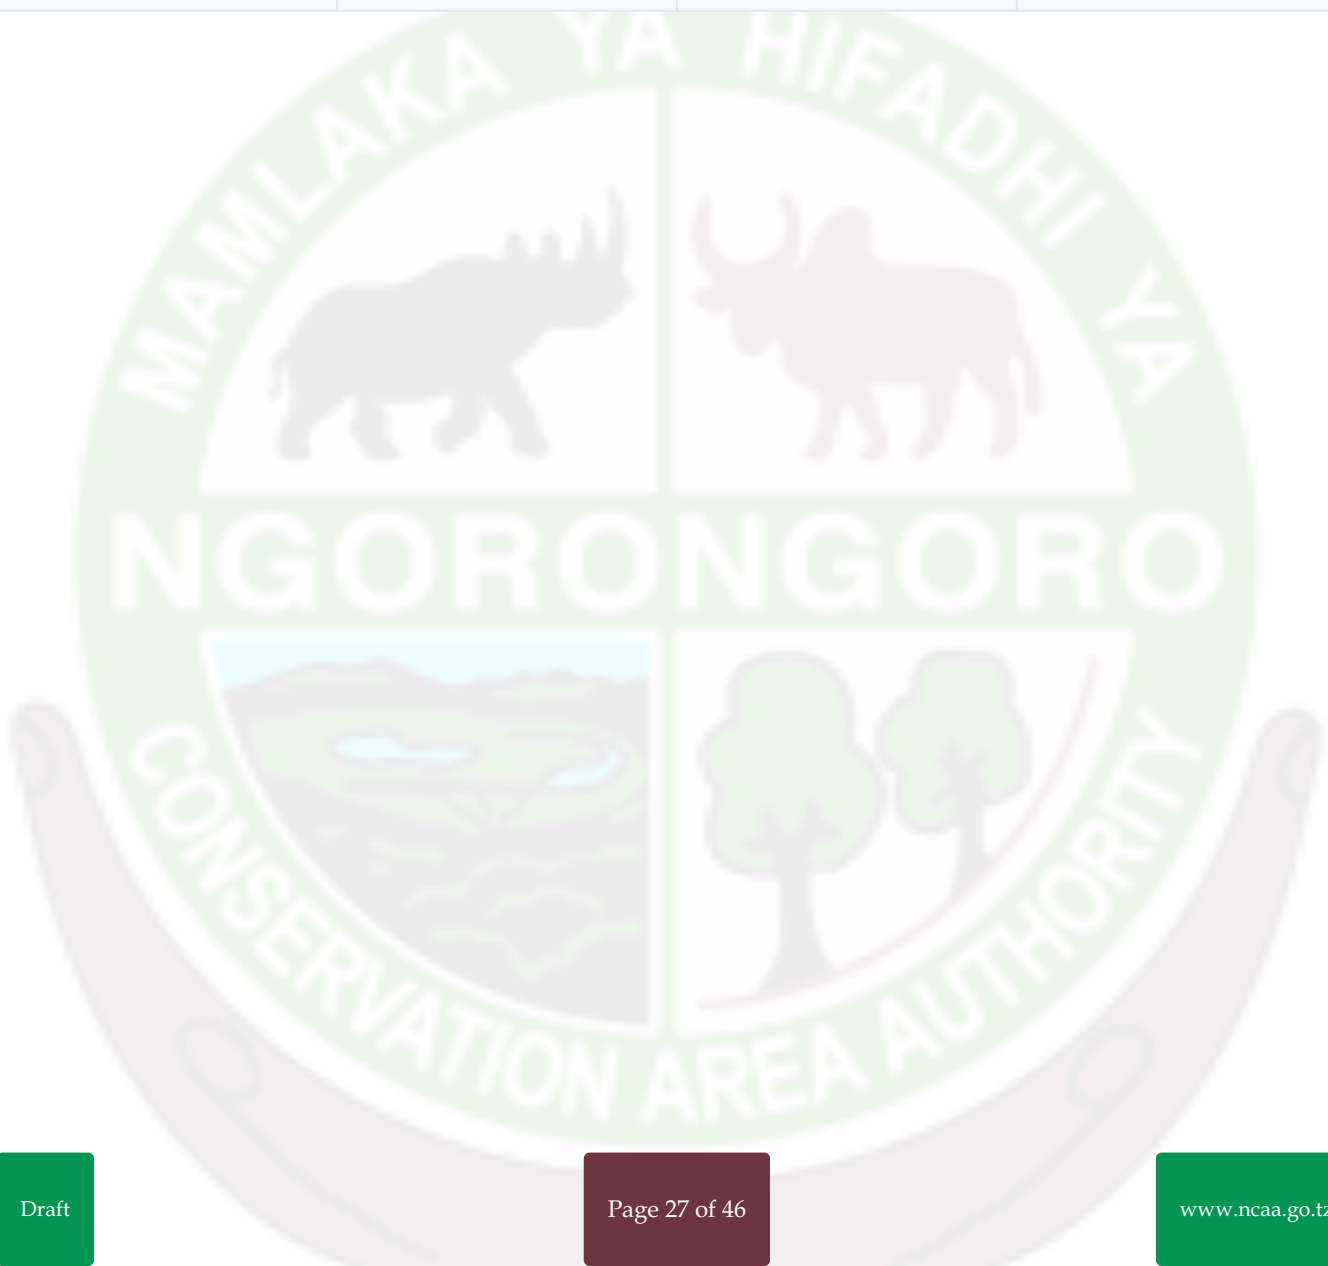 MAMLAKA YA HIFADHI YA
NGORONGORO
CONSERVATION AREA AUTHORITY
Draft
Page 27 of 46
www.ncaa.go.tz